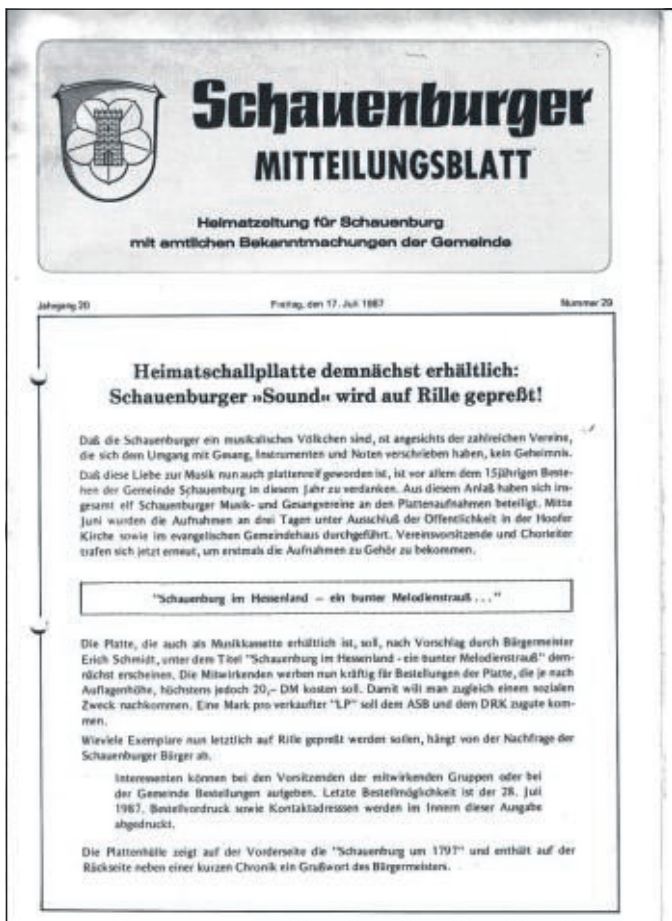 Schauenburger
MITTEILUNGSBLATT
Heimatzeitung für Schauenburg
mit amtlichen Bekanntmachungen der Gemeinde
Jahrgang 20
Freitag, den 17. Juli 1987
Nummer 29
Heimatschallplatte demnächst erhältlich:
Schauenburger »Sound« wird auf Rille gepreßt!
Daß die Schauenburger ein musikalisches Völkchen sind, ist angesichts der zahlreichen Vereine,
die sich dem Umgang mit Gesang, Instrumenten und Noten verschrieben haben, kein Geheimnis.
Daß diese Liebe zur Musik nun auch plattenreif geworden ist, ist vor allem dem 15jährigen Beste-
hen der Gemeinde Schauenburg in diesem Jahr zu verdanken. Aus diesem Anlaß haben sich ins-
gesamt elf Schauenburger Musik- und Gesangvereine an den Plattenaufnahmen beteiligt. Mitte
Juni wurden die Aufnahmen an drei Tagen unter Ausschluß der Öffentlichkeit in der Hoofer
Kirche sowie im evangelischen Gemeindehaus durchgeführt. Vereinsvorsitzende und Chorleiter
trafen sich jetzt erneut, um erstmals die Aufnahmen zu Gehör zu bekommen.
"Schauenburg im Hessenland – ein bunter Melodienstrauß . . ."
Die Platte, die auch als Musikkassette erhältlich ist, soll, nach Vorschlag durch Bürgermeister
Erich Schmidt, unter dem Titel "Schauenburg im Hessenland - ein bunter Melodienstrauß" dem-
nächst erscheinen. Die Mitwirkenden werben nun kräftig für Bestellungen der Platte, die je nach
Auflagenhöhe, höchstens jedoch 20,– DM kosten soll. Damit will man zugleich einem sozialen
Zweck nachkommen. Eine Mark pro verkaufter "LP" soll dem ASB und dem DRK zugute kom-
men.
Wieviele Exemplare nun letztlich auf Rille gepreßt werden sollen, hängt von der Nachfrage der
Schauenburger Bürger ab.
Interessenten können bei den Vorsitzenden der mitwirkenden Gruppen oder bei
der Gemeinde Bestellungen aufgeben. Letzte Bestellmöglichkeit ist der 28. Juli
1987. Bestellvordruck sowie Kontaktadresssen werden im Innern dieser Ausgabe
abgedruckt.
Die Plattenhülle zeigt auf der Vorderseite die "Schauenburg um 1797" und enthält auf der
Rückseite neben einer kurzen Chronik ein Grußwort des Bürgermeisters.